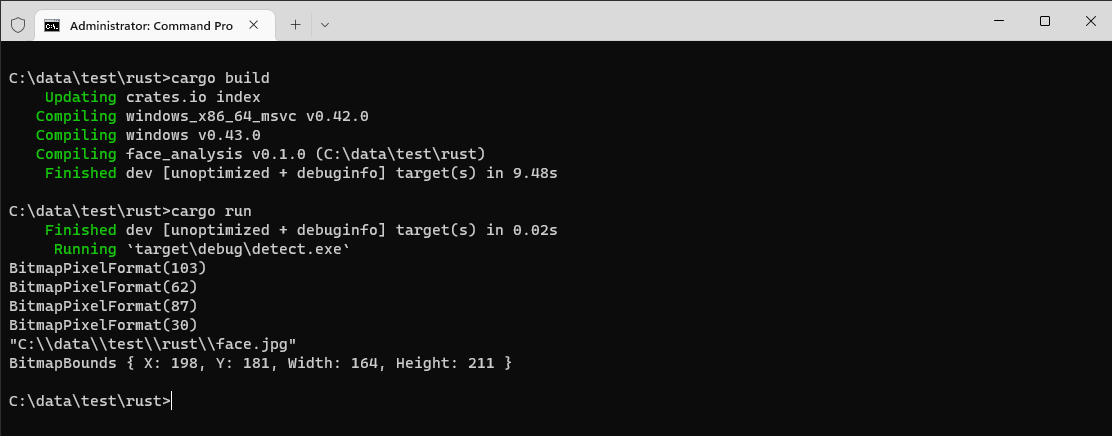 Administrator: Command Pro
C:\data\test\rust>cargo build
Updating crates.io index
Compiling windows_x86_64_msvc v0.42.0
Compiling windows v0.43.0
Compiling face_analysis v0.1.0 (C:\data\test\rust)
Finished dev [unoptimized + debuginfo] target(s) in 9.48s
C:\data\test\rust>cargo run
Finished dev [unoptimized + debuginfo] target(s) in 0.02s
Running `target\debug\detect.exe`
BitmapPixelFormat(103)
BitmapPixelFormat(62)
BitmapPixelFormat(87)
BitmapPixelFormat(30)
"C:\\data\\test\\rust\\face.jpg"
BitmapBounds { X: 198, Y: 181, Width: 164, Height: 211 }
C:\data\test\rust>